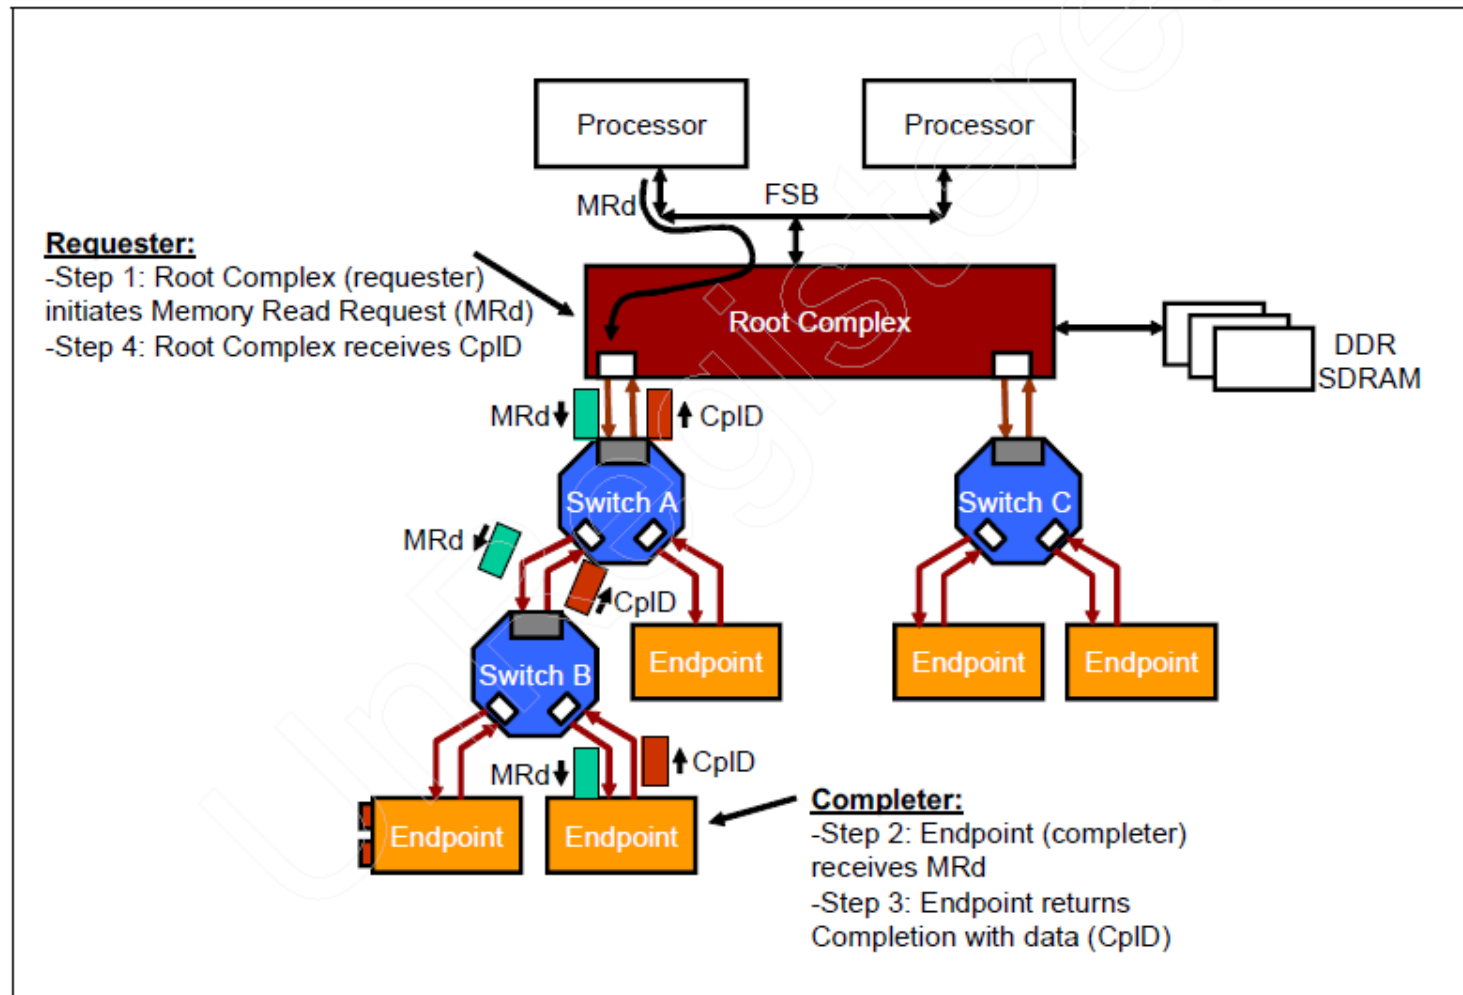 Processor
Processor
MRd
FSB
Requester:
-Step 1: Root Complex (requester)
initiates Memory Read Request (MRd)
-Step 4: Root Complex receives CplD
Root Complex
DDR
SDRAM
MRd
CplD
Switch A
Switch C
MRd
CplD
Switch B
Endpoint
Endpoint
Endpoint
MRd
CplD
Endpoint
Endpoint
Completer:
-Step 2: Endpoint (completer)
receives MRd
-Step 3: Endpoint returns
Completion with data (CplD)
UnRegistere